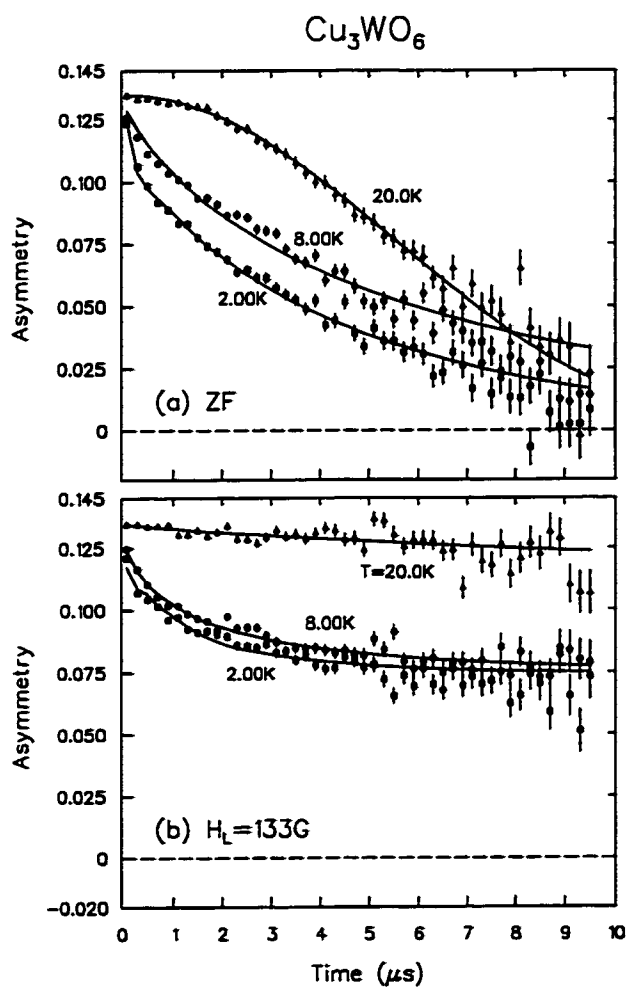 Cu₃WO₆
0.145
0.125
0.100
0.075
0.050
0.025
0
Asymmetry
20.0K
8.00K
2.00K
(a) ZF
0.145
0.125
0.100
0.075
0.050
0.025
0
−0.020
Asymmetry
T=20.0K
8.00K
2.00K
(b) H_L=133G
0 1 2 3 4 5 6 7 8 9 10
Time (μs)